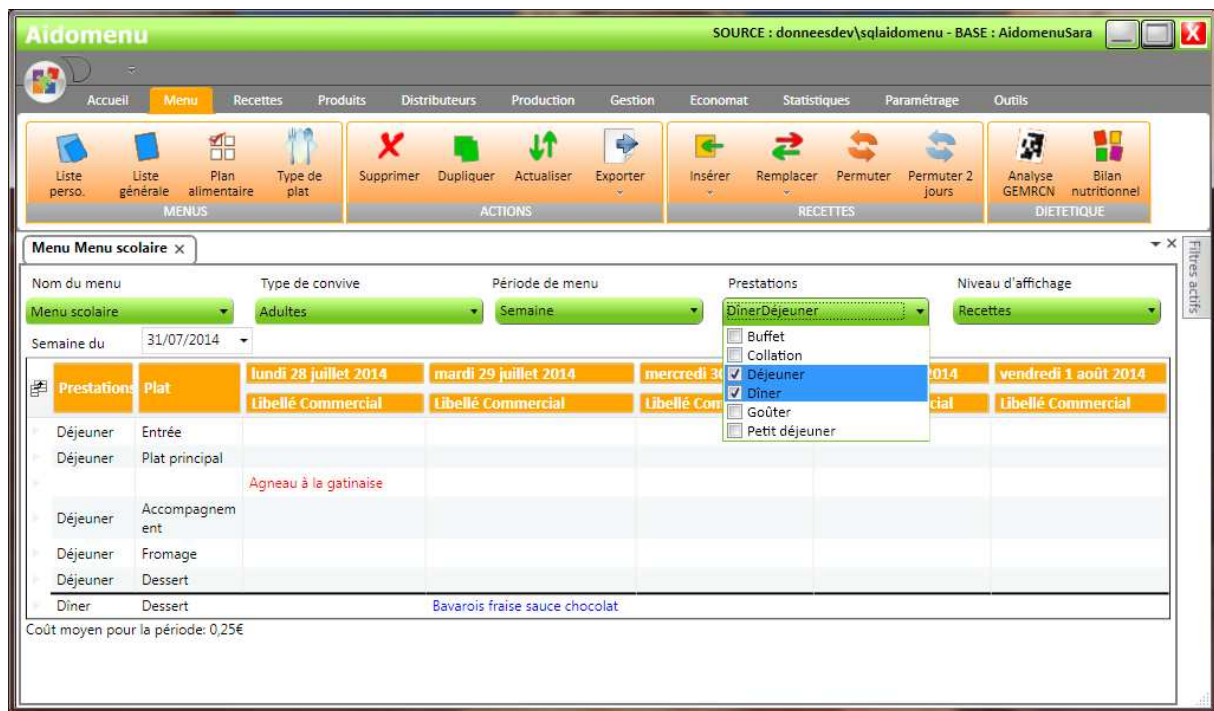 Aidomenu
SOURCE : donneesdev\sqlaidomenu - BASE : AidomenuSara
Accueil Menu Recettes Produits Distributeurs Production Gestion Economat Statistiques Paramétrage Outils
Liste perso.
Liste générale
Plan alimentaire
Type de plat
Supprimer
Dupliquer
Actualiser
Exporter
Insérer
Remplacer
Permuter
Permuter 2 jours
Analyse GEMRCN
Bilan nutritionnel
MENUS ACTIONS RECETTES DIETETIQUE
Menu Menu scolaire
Filtres actifs
Nom du menu Type de convive Période de menu Prestations Niveau d'affichage
Menu scolaire Adultes Semaine DînerDéjeuner Recettes
Semaine du 31/07/2014
Buffet
Collation
Déjeuner
Dîner
Goûter
Petit déjeuner
Prestations Plat lundi 28 juillet 2014 mardi 29 juillet 2014 mercredi 2014 vendredi 1 août 2014
Libellé Commercial Libellé Commercial Libellé Libellé Commercial
Déjeuner Entrée
Déjeuner Plat principal
Agneau à la gatinaise
Déjeuner Accompagnem
ent
Déjeuner Fromage
Déjeuner Dessert
Dîner Dessert Bavarois fraise sauce chocolat
Coût moyen pour la période: 0,25€